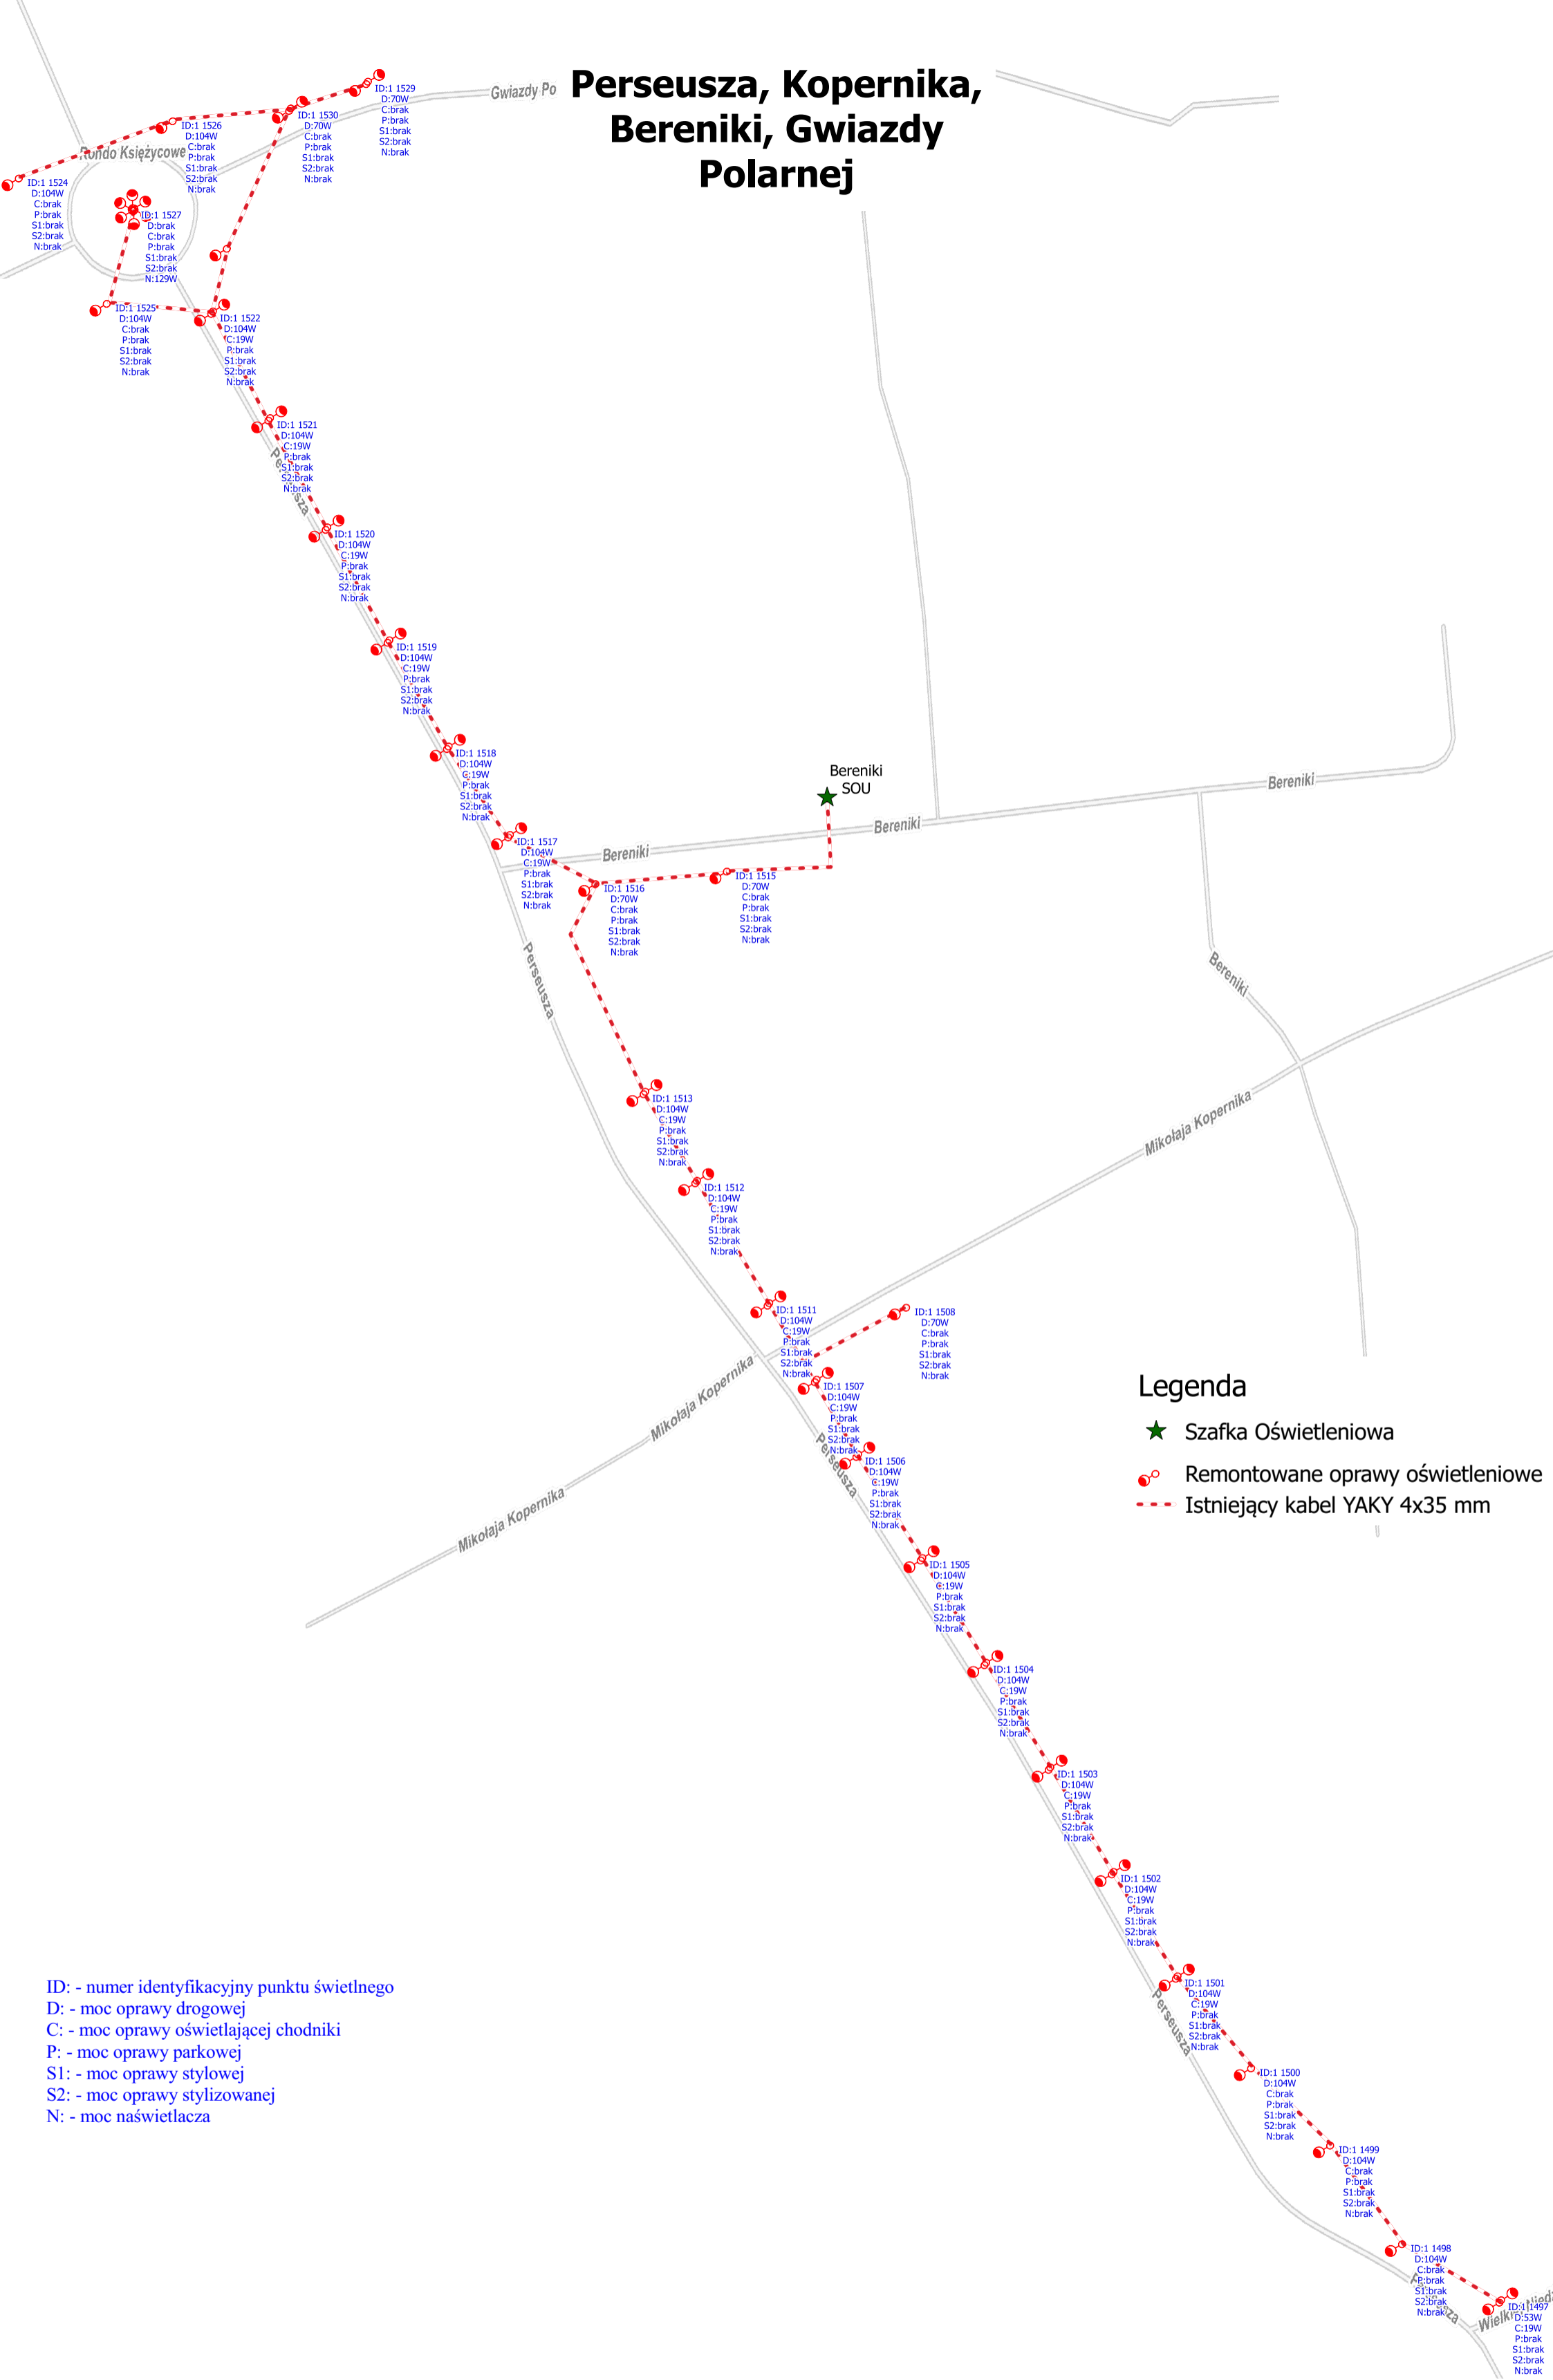 Perseusza, Kopernika,
Bereniki, Gwiazdy
Polarnej
Gwiazdy Po
ID:1 1529
D:70W
C:brak
P:brak
S1:brak
S2:brak
N:brak
ID:1 1530
D:70W
C:brak
P:brak
S1:brak
S2:brak
N:brak
ID:1 1526
D:104W
C:brak
P:brak
S1:brak
S2:brak
N:brak
Rondo Księżycowe
ID:1 1524
D:104W
C:brak
P:brak
S1:brak
S2:brak
N:brak
ID:1 1527
D:brak
C:brak
P:brak
S1:brak
S2:brak
N:129W
ID:1 1525
D:104W
C:brak
P:brak
S1:brak
S2:brak
N:brak
ID:1 1522
D:104W
C:19W
P:brak
S1:brak
S2:brak
N:brak
ID:1 1521
D:104W
C:19W
P:brak
S1:brak
S2:brak
N:brak
ID:1 1520
D:104W
C:19W
P:brak
S1:brak
S2:brak
N:brak
ID:1 1519
D:104W
C:19W
P:brak
S1:brak
S2:brak
N:brak
ID:1 1518
D:104W
C:19W
P:brak
S1:brak
S2:brak
N:brak
Bereniki
SOU
Bereniki
Bereniki
Bereniki
ID:1 1517
D:104W
C:19W
P:brak
S1:brak
S2:brak
N:brak
ID:1 1516
D:70W
C:brak
P:brak
S1:brak
S2:brak
N:brak
ID:1 1515
D:70W
C:brak
P:brak
S1:brak
S2:brak
N:brak
Perseusza
Bereniki
ID:1 1513
D:104W
C:19W
P:brak
S1:brak
S2:brak
N:brak
Mikołaja Kopernika
ID:1 1512
D:104W
C:19W
P:brak
S1:brak
S2:brak
N:brak
ID:1 1511
D:104W
C:19W
P:brak
S1:brak
S2:brak
N:brak
ID:1 1508
D:70W
C:brak
P:brak
S1:brak
S2:brak
N:brak
Mikołaja Kopernika
ID:1 1507
D:104W
C:19W
P:brak
S1:brak
S2:brak
N:brak
Legenda
Szafka Oświetleniowa
Remontowane oprawy oświetleniowe
Istniejący kabel YAKY 4x35 mm
Perseusza
ID:1 1506
D:104W
C:19W
P:brak
S1:brak
S2:brak
N:brak
Mikołaja Kopernika
ID:1 1505
D:104W
C:19W
P:brak
S1:brak
S2:brak
N:brak
ID:1 1504
D:104W
C:19W
P:brak
S1:brak
S2:brak
N:brak
ID:1 1503
D:104W
C:19W
P:brak
S1:brak
S2:brak
N:brak
ID:1 1502
D:104W
C:19W
P:brak
S1:brak
S2:brak
N:brak
ID:1 1501
D:104W
C:19W
P:brak
S1:brak
S2:brak
N:brak
Perseusza
ID: - numer identyfikacyjny punktu świetlnego
D: - moc oprawy drogowej
C: - moc oprawy oświetlającej chodniki
P: - moc oprawy parkowej
S1: - moc oprawy stylowej
S2: - moc oprawy stylizowanej
N: - moc naświetlacza
ID:1 1500
D:104W
C:brak
P:brak
S1:brak
S2:brak
N:brak
ID:1 1499
D:104W
C:brak
P:brak
S1:brak
S2:brak
N:brak
ID:1 1498
D:104W
C:brak
P:brak
S1:brak
S2:brak
N:brak
ID:1 1497
D:53W
C:19W
P:brak
S1:brak
S2:brak
N:brak